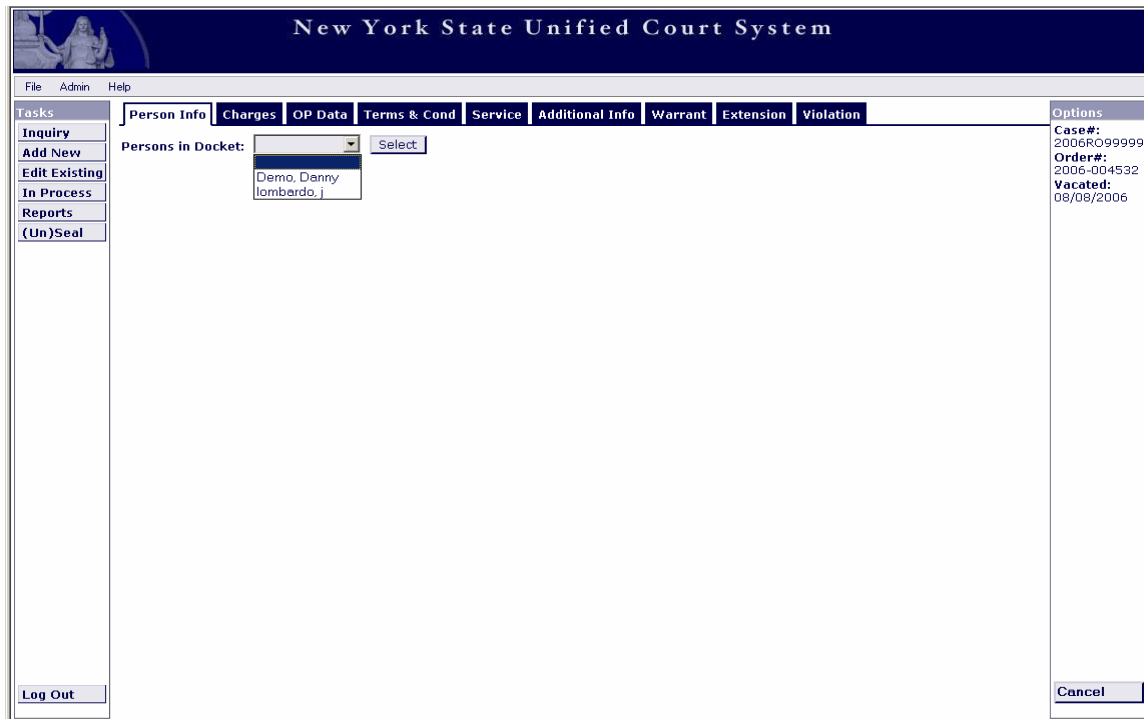 New York State Unified Court System
File Admin Help
Tasks
Inquiry
Add New
Edit Existing
In Process
Reports
(Un)Seal
Log Out
Person Info Charges OP Data Terms & Cond Service Additional Info Warrant Extension Violation
Persons in Docket: Select
Demo, Danny
lombardo, j
Options
Case#:
2006RO99999
Order#:
2006-004532
Vacated:
08/08/2006
Cancel